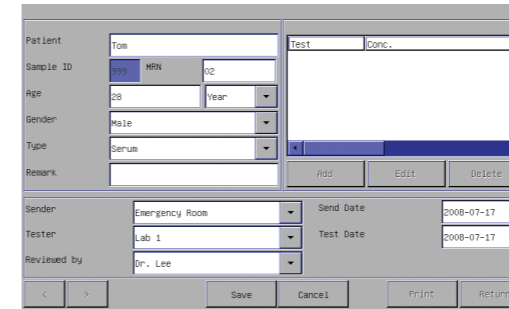 Patient Tom
Test Conc.
Sample ID 999 MRN 02
Age 28 Year
Gender Male
Type Serum
Remark
Add Edit Delete
Sender Emergency Room Send Date 2008-07-17
Tester Lab 1 Test Date 2008-07-17
Reviewed by Dr. Lee
< > Save Cancel Print Return